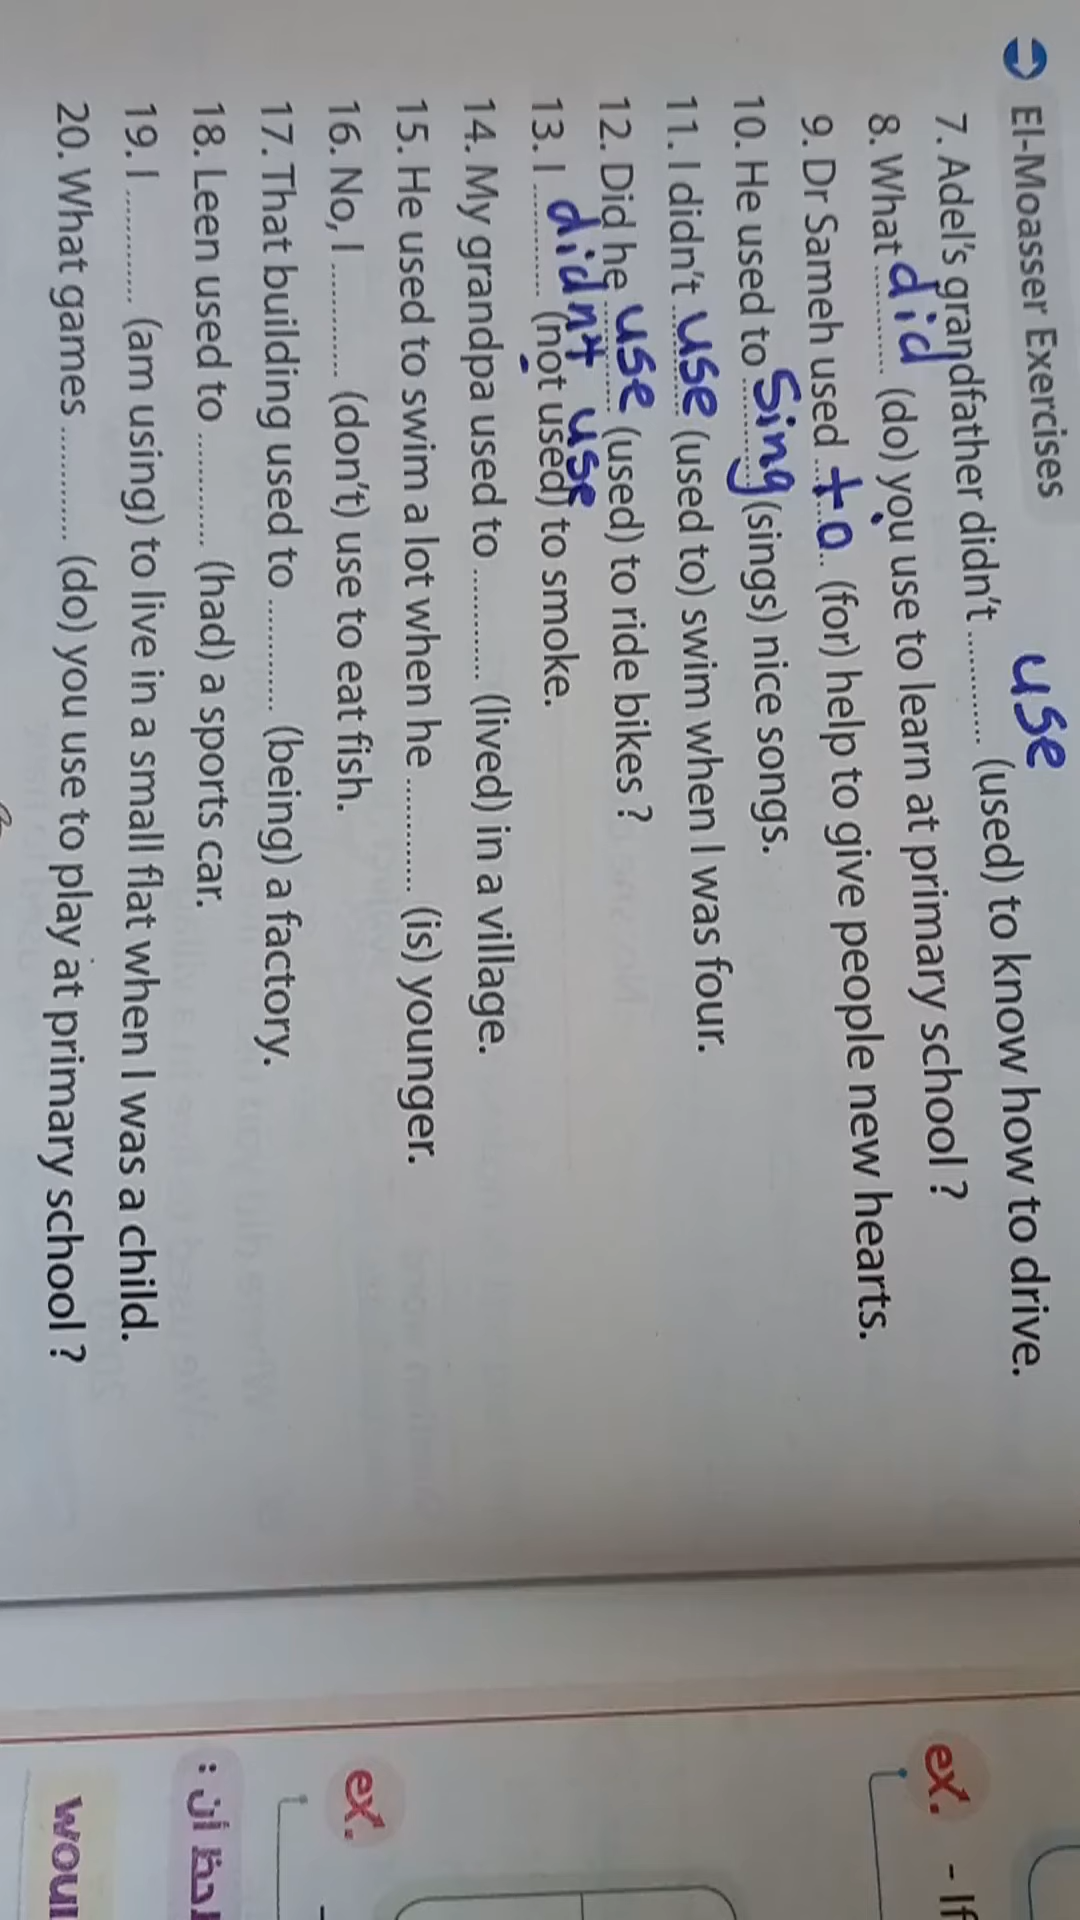 El-Moasser Exercises
7. Adel's grandfather didn't ........... use (used) to know how to drive.
8. What ........... did (do) you use to learn at primary school ?
9. Dr Sameh used ........... to (for) help to give people new hearts.
10. He used to ........... sing (sings) nice songs.
11. I didn't ........... use (used to) swim when I was four.
12. Did he ........... use (used) to ride bikes ?
13. I ........... didn't use (not used) to smoke.
14. My grandpa used to ........... (lived) in a village.
15. He used to swim a lot when he ........... (is) younger.
16. No, I ........... (don't) use to eat fish.
17. That building used to ........... (being) a factory.
18. Leen used to ........... (had) a sports car.
19. I ........... (am using) to live in a small flat when I was a child.
20. What games ........... (do) you use to play at primary school ?
ex. - If
ex.
أن :